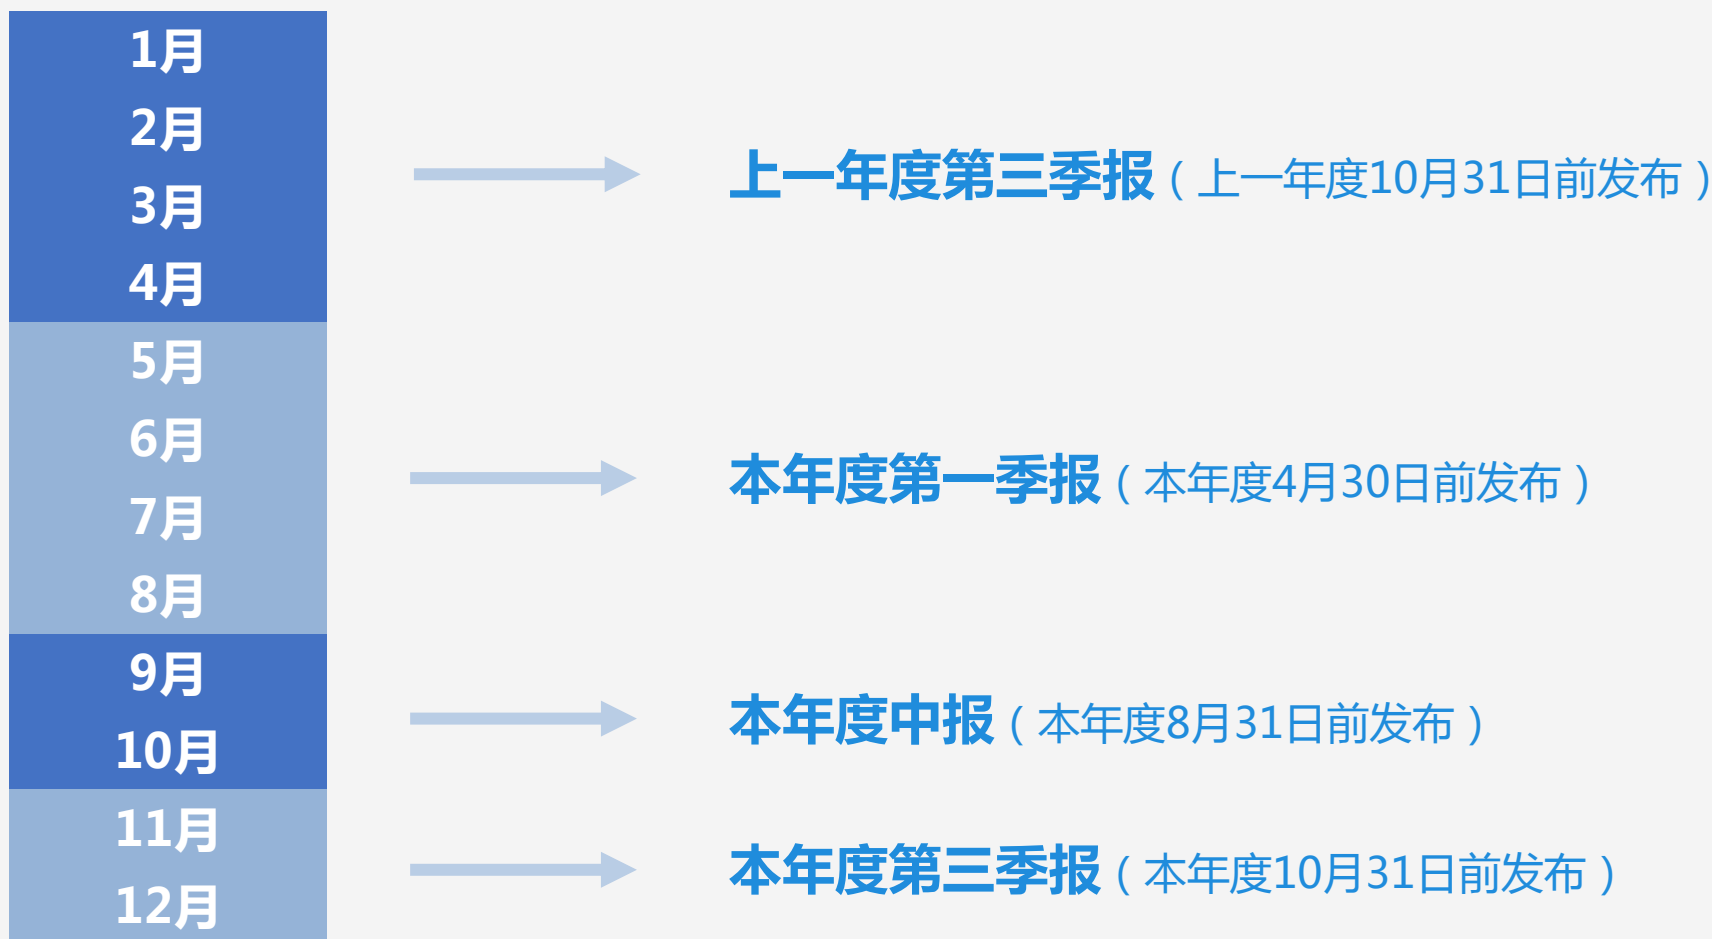 1月
2月
3月
4月
5月
6月
7月
8月
9月
10月
11月
12月
上一年度第三季报（上一年度10月31日前发布）
本年度第一季报（本年度4月30日前发布）
本年度中报（本年度8月31日前发布）
本年度第三季报（本年度10月31日前发布）